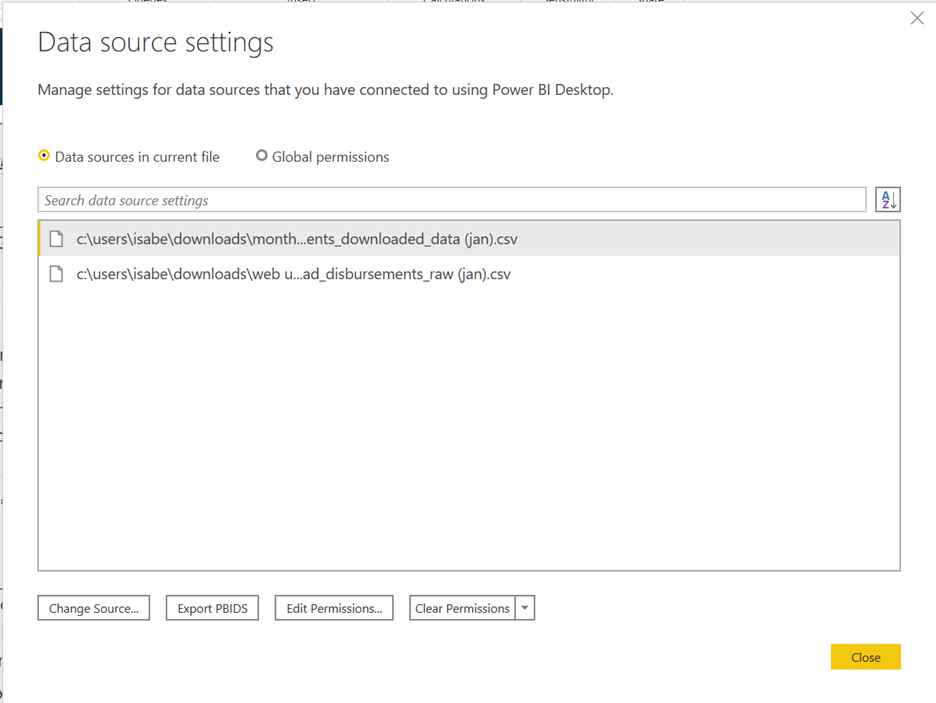 Data source settings
Manage settings for data sources that you have connected to using Power BI Desktop.
Data sources in current file
Global permissions
Search data source settings
A
Z
c:\users\isabe\downloads\month...ents_downloaded_data (jan).csv
c:\users\isabe\downloads\web u...ad_disbursements_raw (jan).csv
Change Source...
Export PBIDS
Edit Permissions...
Clear Permissions
Close